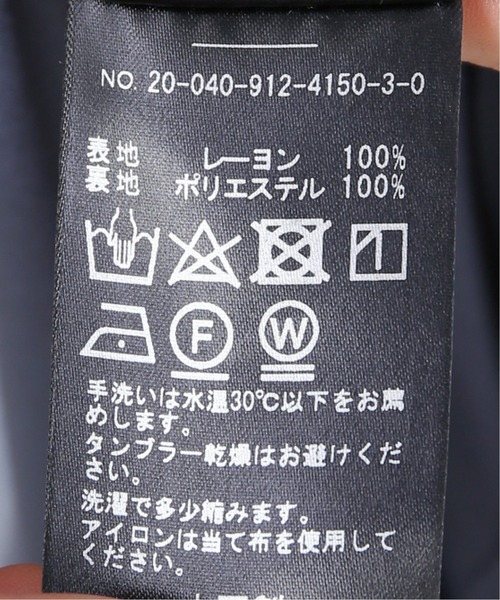 NO. 20-040-912-4150-3-0
表地 レーヨン 100%
裏地 ポリエステル 100%
F W
手洗いは水温30℃以下をお薦
めします。
タンブラー乾燥はお避けくだ
さい。
洗濯で多少縮みます。
アイロンは当て布を使用して
ください。